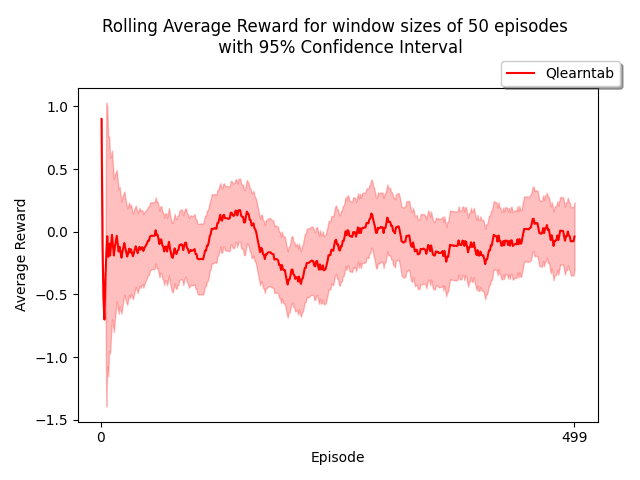 Rolling Average Reward for window sizes of 50 episodes
with 95% Confidence Interval
Qlearntab
1.0
0.5
0.0
−0.5
−1.0
−1.5
Average Reward
0
499
Episode